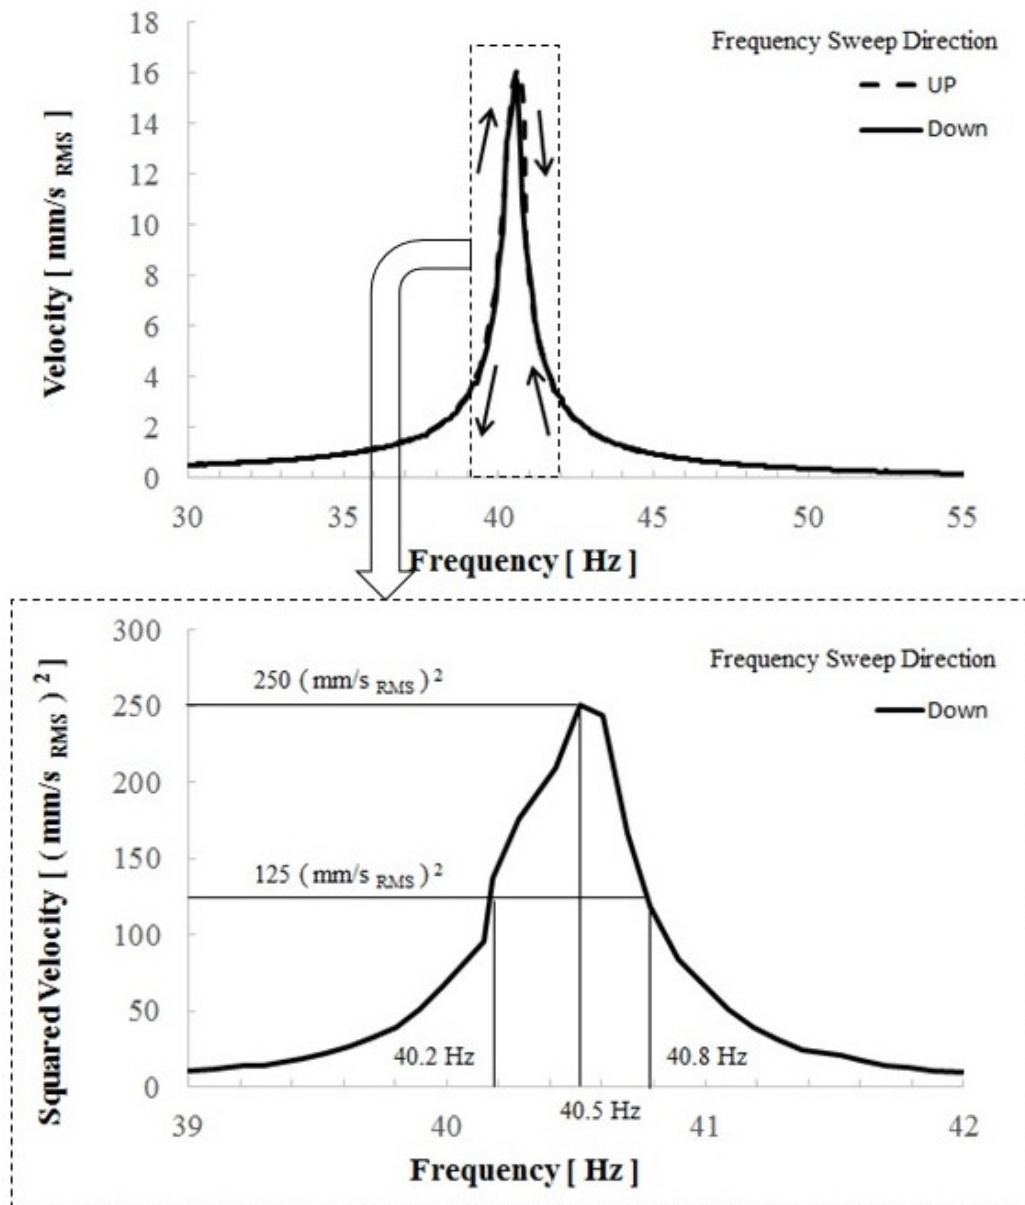 Frequency Sweep Direction
UP
Down
Velocity [ mm/s RMS ]
18
16
14
12
10
8
6
4
2
0
30 35 40 45 50 55
Frequency [ Hz ]
Frequency Sweep Direction
Down
Squared Velocity [ ( mm/s RMS ) 2 ]
300
250
200
150
100
50
0
250 ( mm/s RMS ) 2
125 ( mm/s RMS ) 2
40.2 Hz
40.8 Hz
40.5 Hz
39 40 41 42
Frequency [ Hz ]